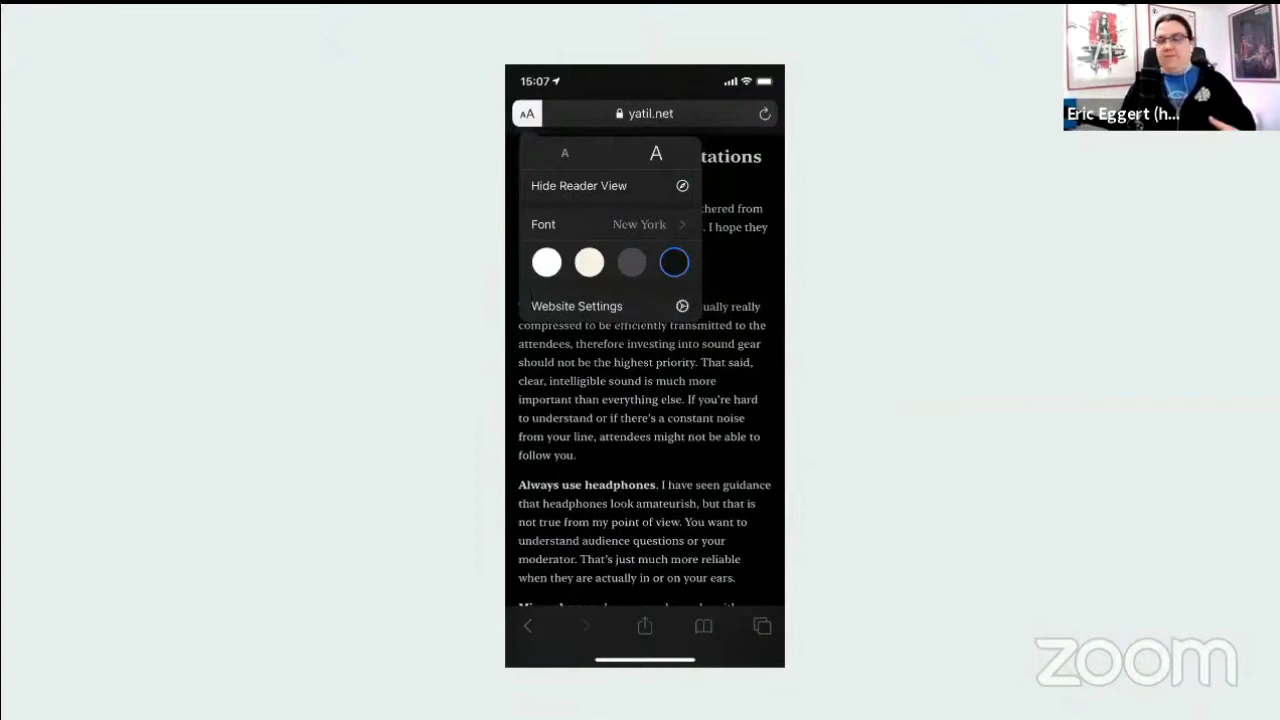 15:07
AA
yatil.net
Eric Eggert (h...
A
A
tations
Hide Reader View
thered from
Font
New York
. I hope they
Website Settings
ually really
compressed to be efficiently transmitted to the
attendees, therefore investing into sound gear
should not be the highest priority. That said,
clear, intelligible sound is much more
important than everything else. If you're hard
to understand or if there's a constant noise
from your line, attendees might not be able to
follow you.
Always use headphones. I have seen guidance
that headphones look amateurish, but that is
not true from my point of view. You want to
understand audience questions or your
moderator. That's just much more reliable
when they are actually in or on your ears.
zoom